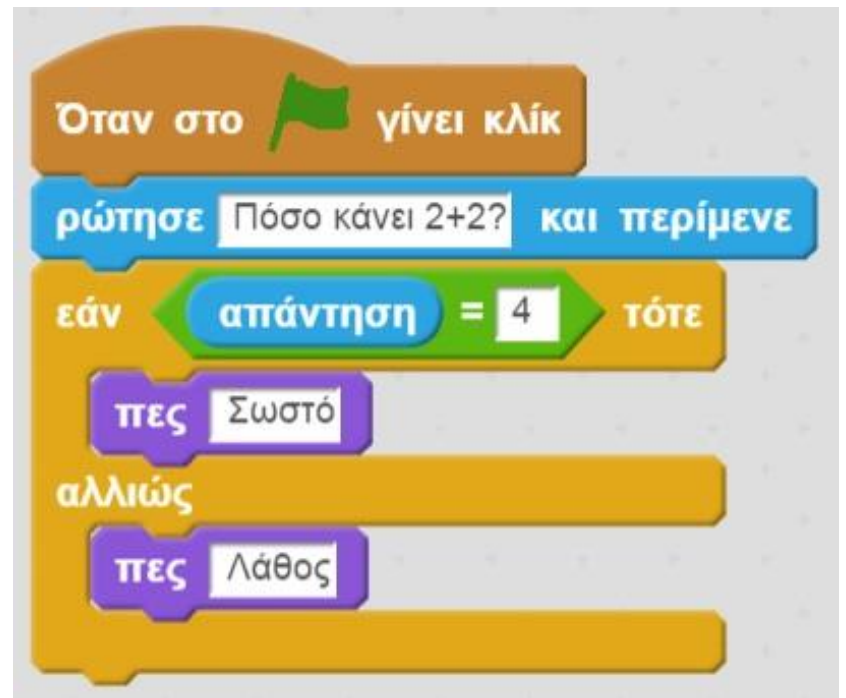 Όταν στο γίνει κλίκ
ρώτησε Πόσο κάνει 2+2? και περίμενε
εάν απάντηση = 4 τότε
πες Σωστό
αλλιώς
πες Λάθος